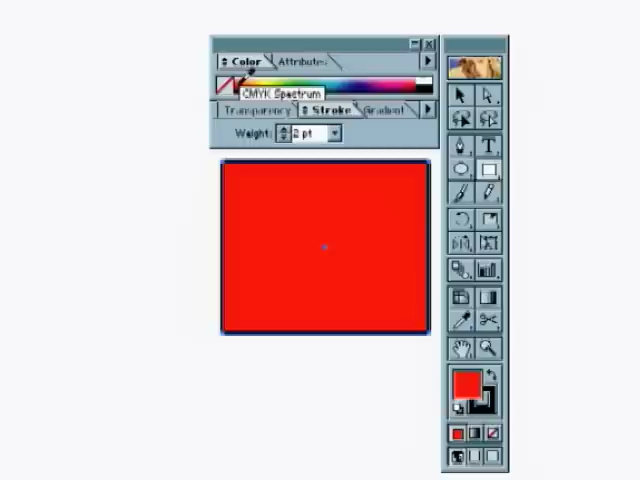 Color Attributes
CMYK Spectrum
Transparency Stroke Gradient
Weight: 2 pt
T